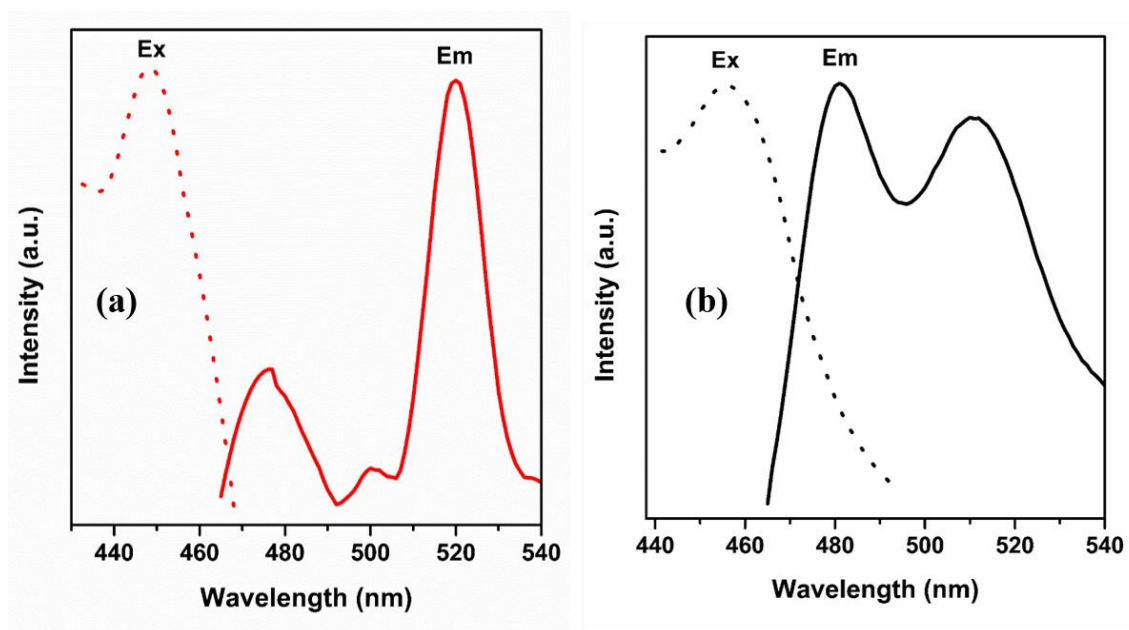 Ex
Em
(a)
Intensity (a.u.)
440 460 480 500 520 540
Wavelength (nm)
Ex
Em
(b)
Intensity (a.u.)
440 460 480 500 520 540
Wavelength (nm)